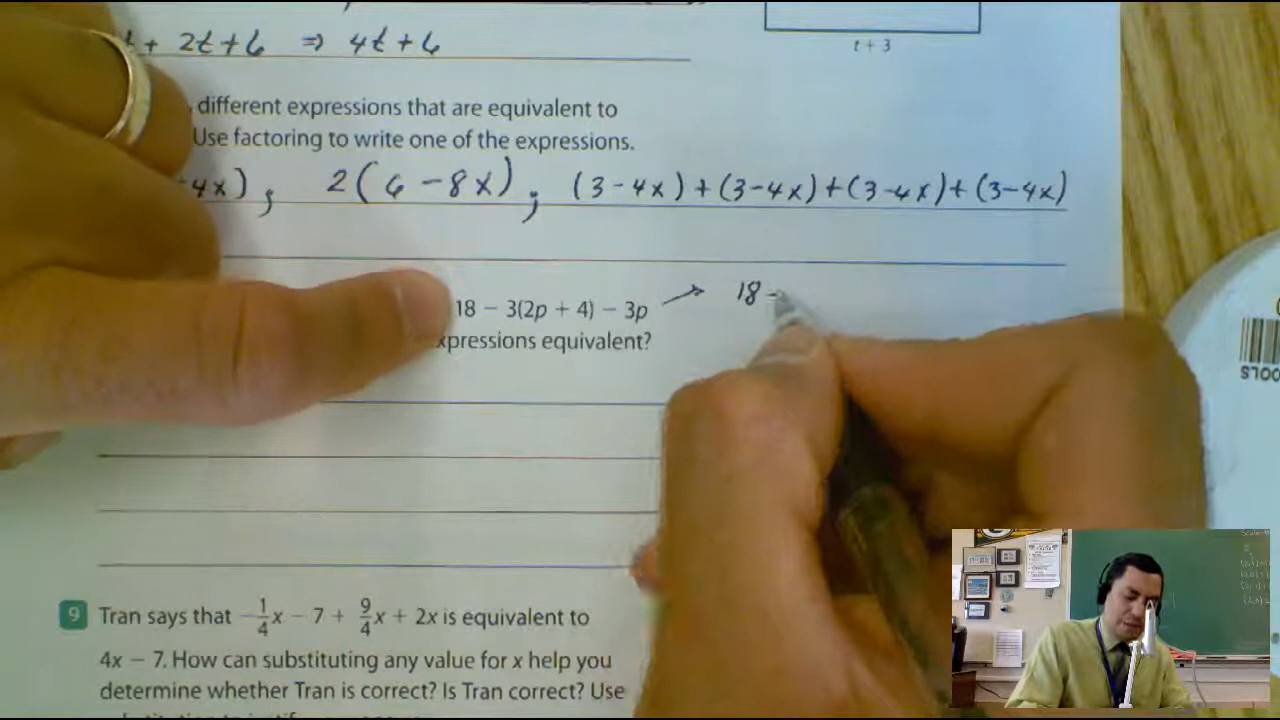 + 2t + 6 ⇒ 4t + 6
t + 3
different expressions that are equivalent to
Use factoring to write one of the expressions.
4x) ; 2(6 - 8x) ; (3 - 4x) + (3 - 4x) + (3 - 4x) + (3 - 4x)
18 − 3(2p + 4) − 3p → 18 -
xpressions equivalent?
OOLS
9 Tran says that −1/4x − 7 + 9/4x + 2x is equivalent to
4x − 7. How can substituting any value for x help you
determine whether Tran is correct? Is Tran correct? Use